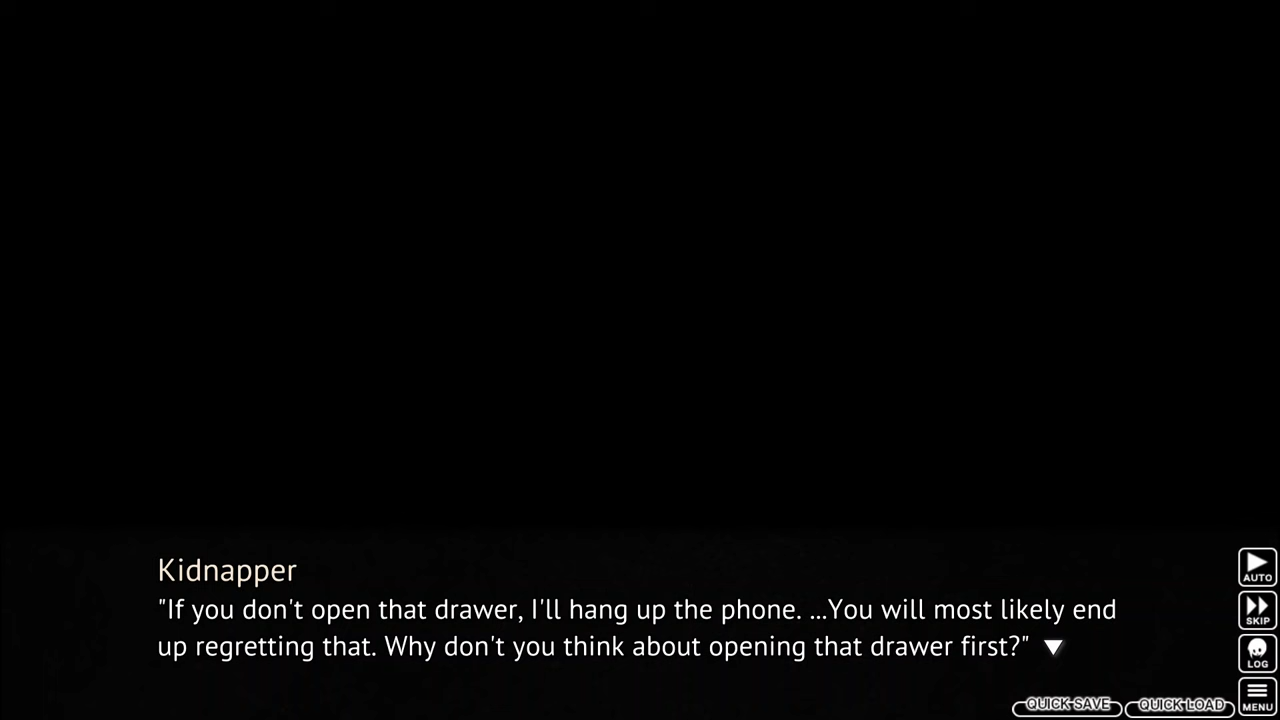 Kidnapper
"If you don't open that drawer, I'll hang up the phone. ...You will most likely end
up regretting that. Why don't you think about opening that drawer first?"
AUTO
SKIP
LOG
MENU
QUICK SAVE QUICK LOAD